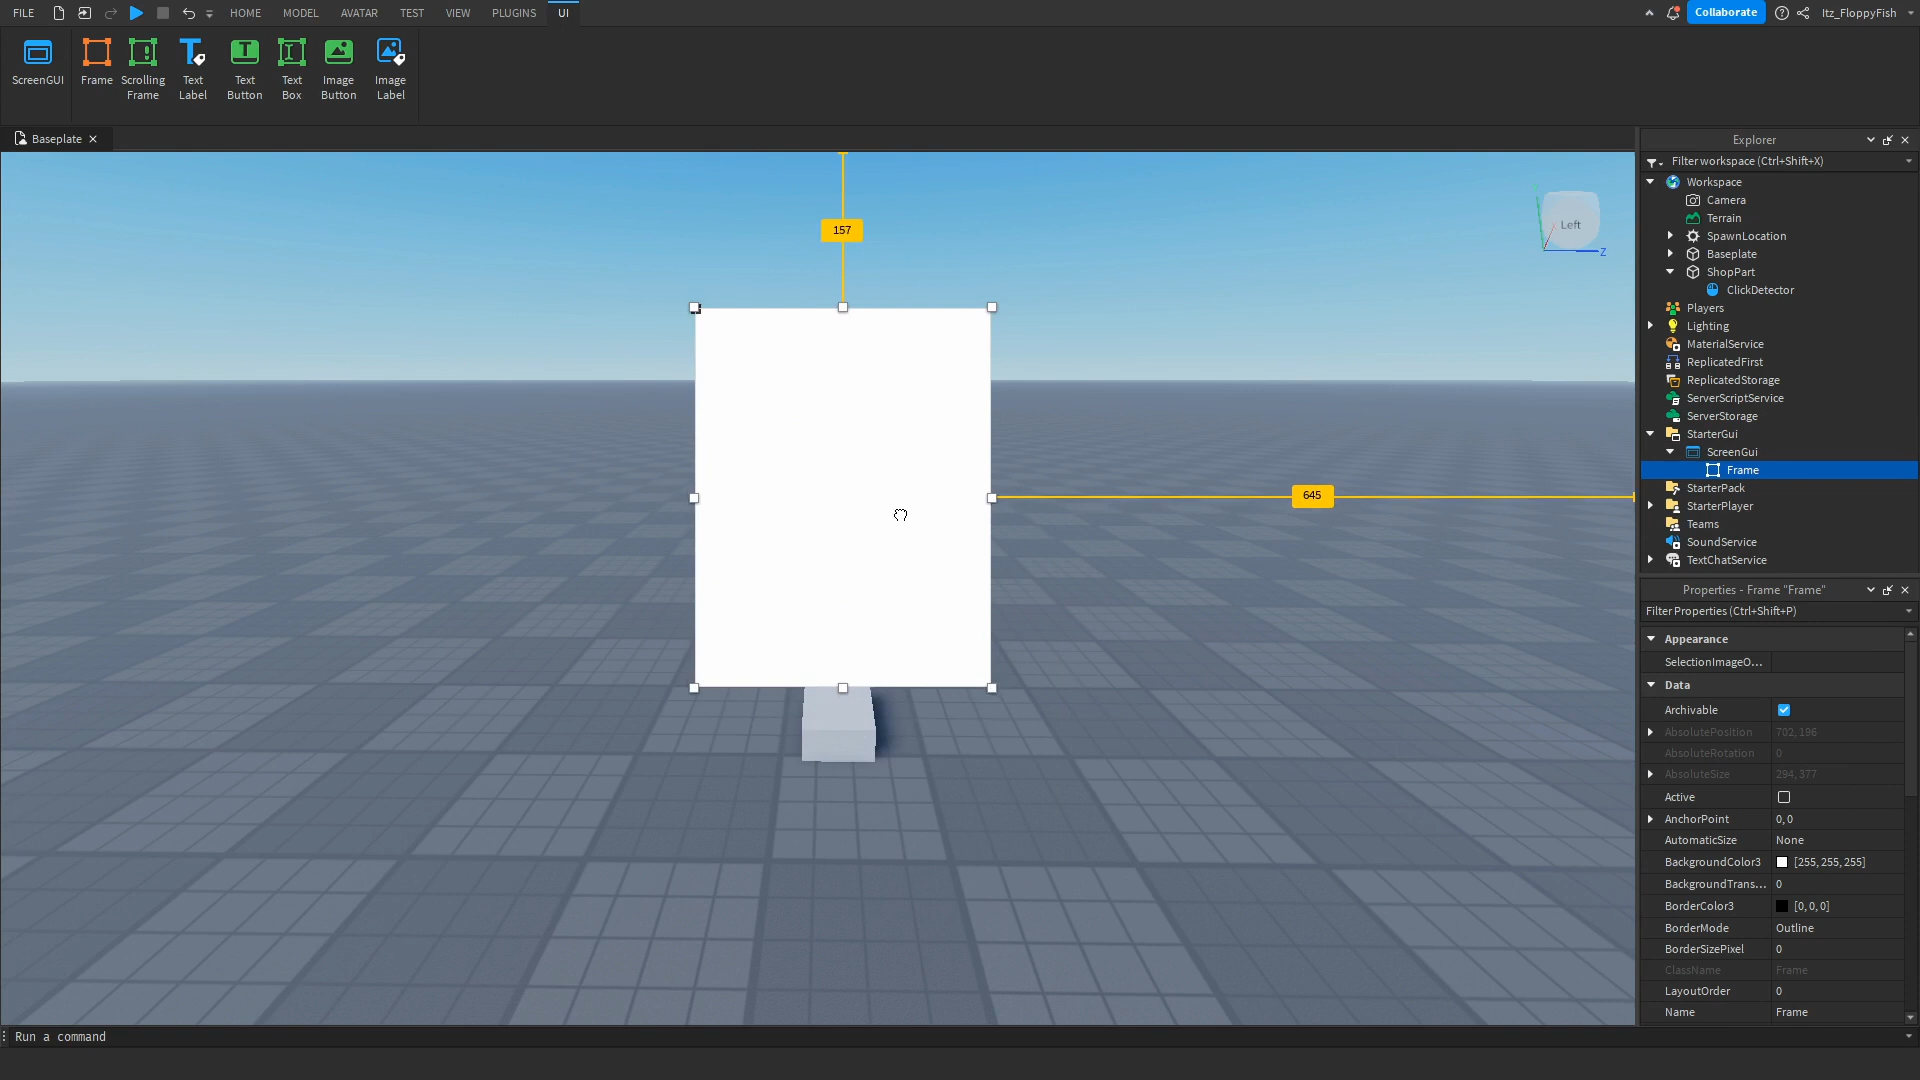 FILE HOME MODEL AVATAR TEST VIEW PLUGINS UI Collaborate Itz_FloppyFish
ScreenGUI Frame Scrolling Frame Text Label Text Button Text Box Image Button Image Label
Baseplate
157
645
Left
Z
Explorer
Filter workspace (Ctrl+Shift+X)
Workspace
Camera
Terrain
SpawnLocation
Baseplate
ShopPart
ClickDetector
Players
Lighting
MaterialService
ReplicatedFirst
ReplicatedStorage
ServerScriptService
ServerStorage
StarterGui
ScreenGui
Frame
StarterPack
StarterPlayer
Teams
SoundService
TextChatService
Properties - Frame "Frame"
Filter Properties (Ctrl+Shift+P)
Appearance
SelectionImageO...
Data
Archivable
AbsolutePosition 702, 196
AbsoluteRotation 0
AbsoluteSize 294, 377
Active
AnchorPoint 0, 0
AutomaticSize None
BackgroundColor3 [255, 255, 255]
BackgroundTrans... 0
BorderColor3 [0, 0, 0]
BorderMode Outline
BorderSizePixel 0
ClassName Frame
LayoutOrder 0
Name Frame
Run a command